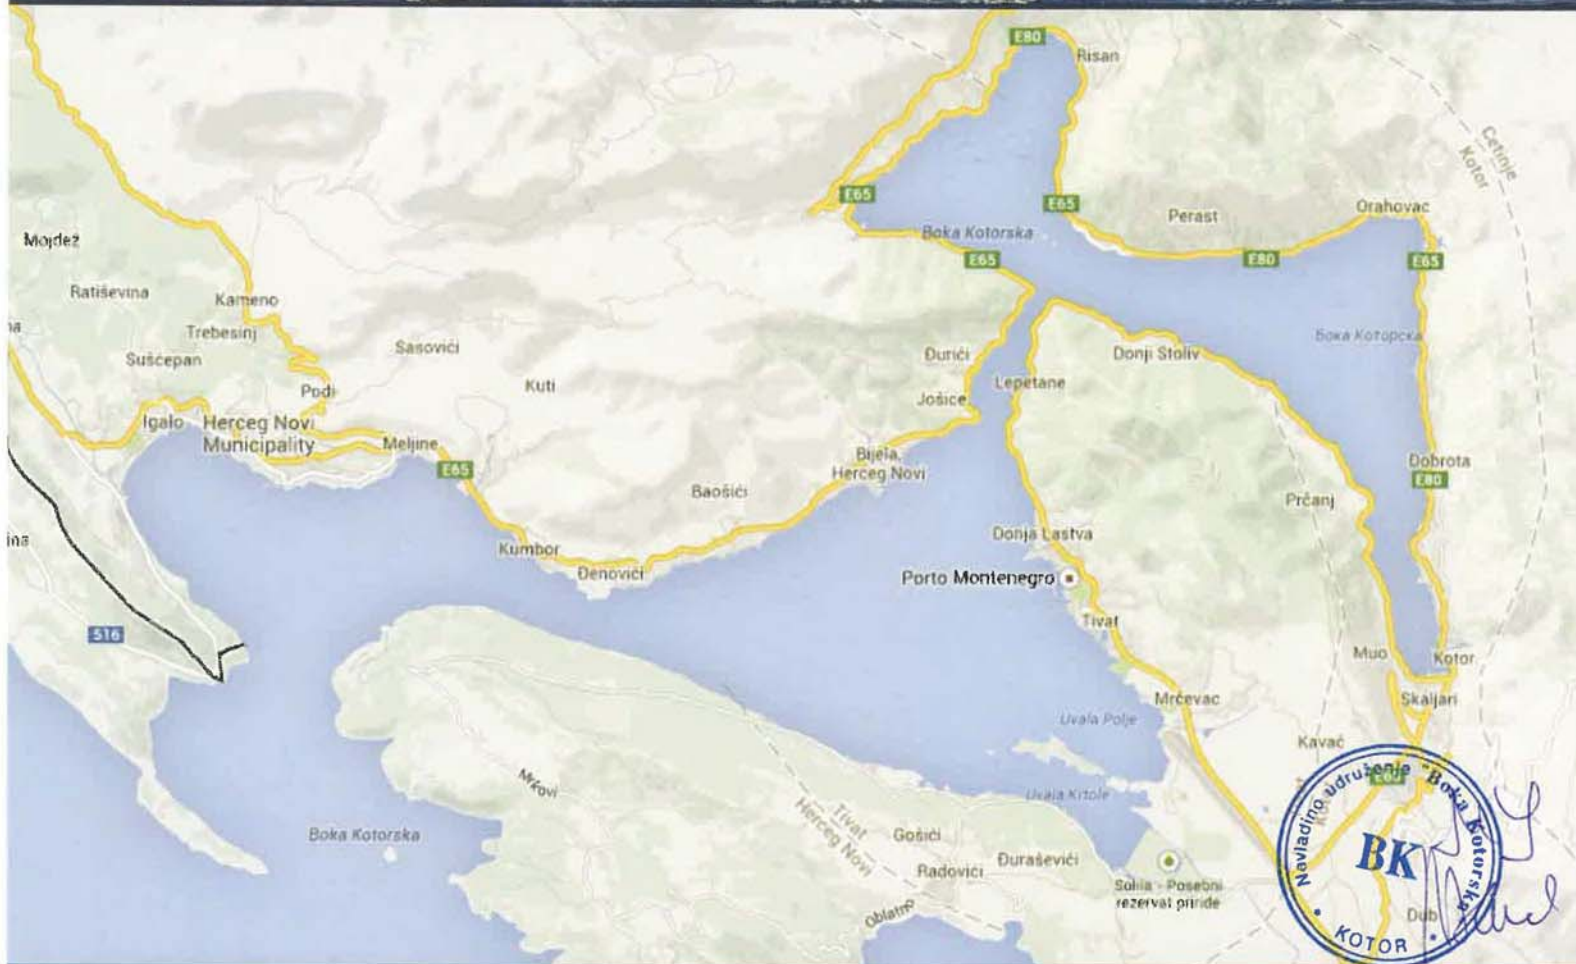 E80
Risan
Cetinje
Kotor
E65
E65
Perast
Orahovac
Mojdež
Boka Kotorska
E65
E80
E65
Ratiševina
Kameno
Trebesinj
Sušćepan
Sasovići
Kuti
Podi
Đurići
Jošice
Lepetane
Donji Stoliv
Бока Которска
Igalo
Herceg Novi
Municipality
Meljine
E65
Bijela,
Herceg Novi
Baošići
Dobrota
E80
Prčanj
Kumbor
Đenovići
Donja Lastva
Porto Montenegro
Tivat
516
Muo
Kotor
Mrčevac
Škaljari
Uvala Polje
Kavač
Mrkovi
Uvala Krtole
Boka Kotorska
Tivat
Herceg Novi
Gošići
Radovići
Đuraševići
Oblatno
Solila - Posebni
rezervat prirode
Dub
Navladino udruženje "Boka Kotorska"
BK
KOTOR